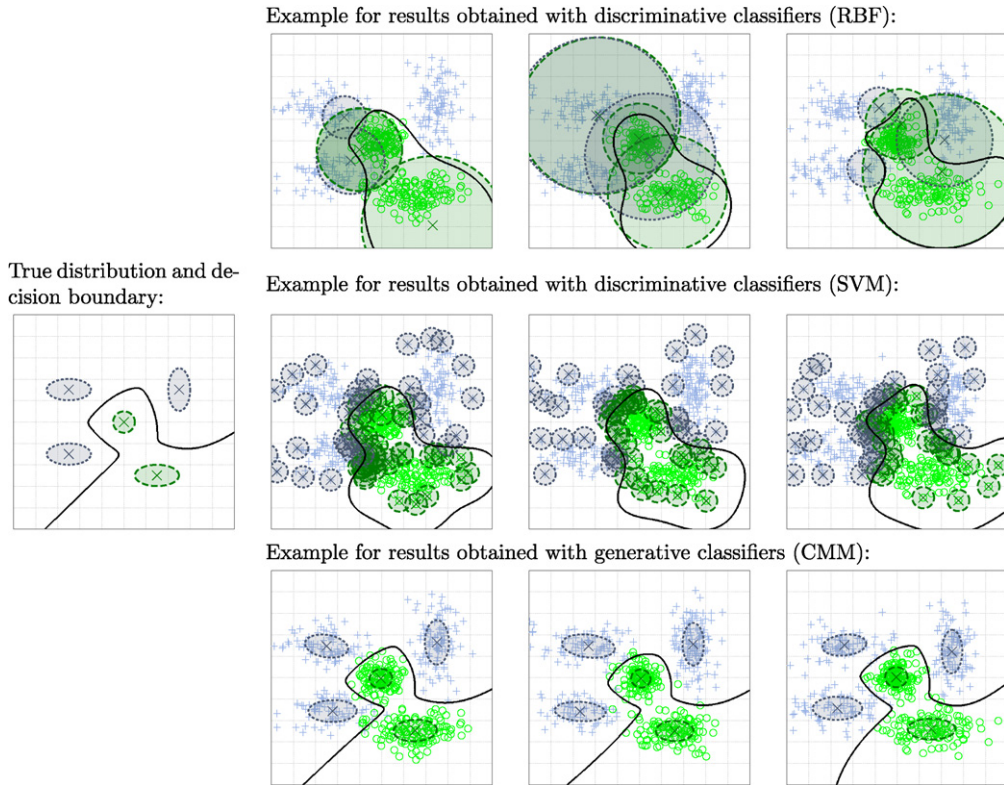 Example for results obtained with discriminative classifiers (RBF):
True distribution and de-
cision boundary:
Example for results obtained with discriminative classifiers (SVM):
Example for results obtained with generative classifiers (CMM):